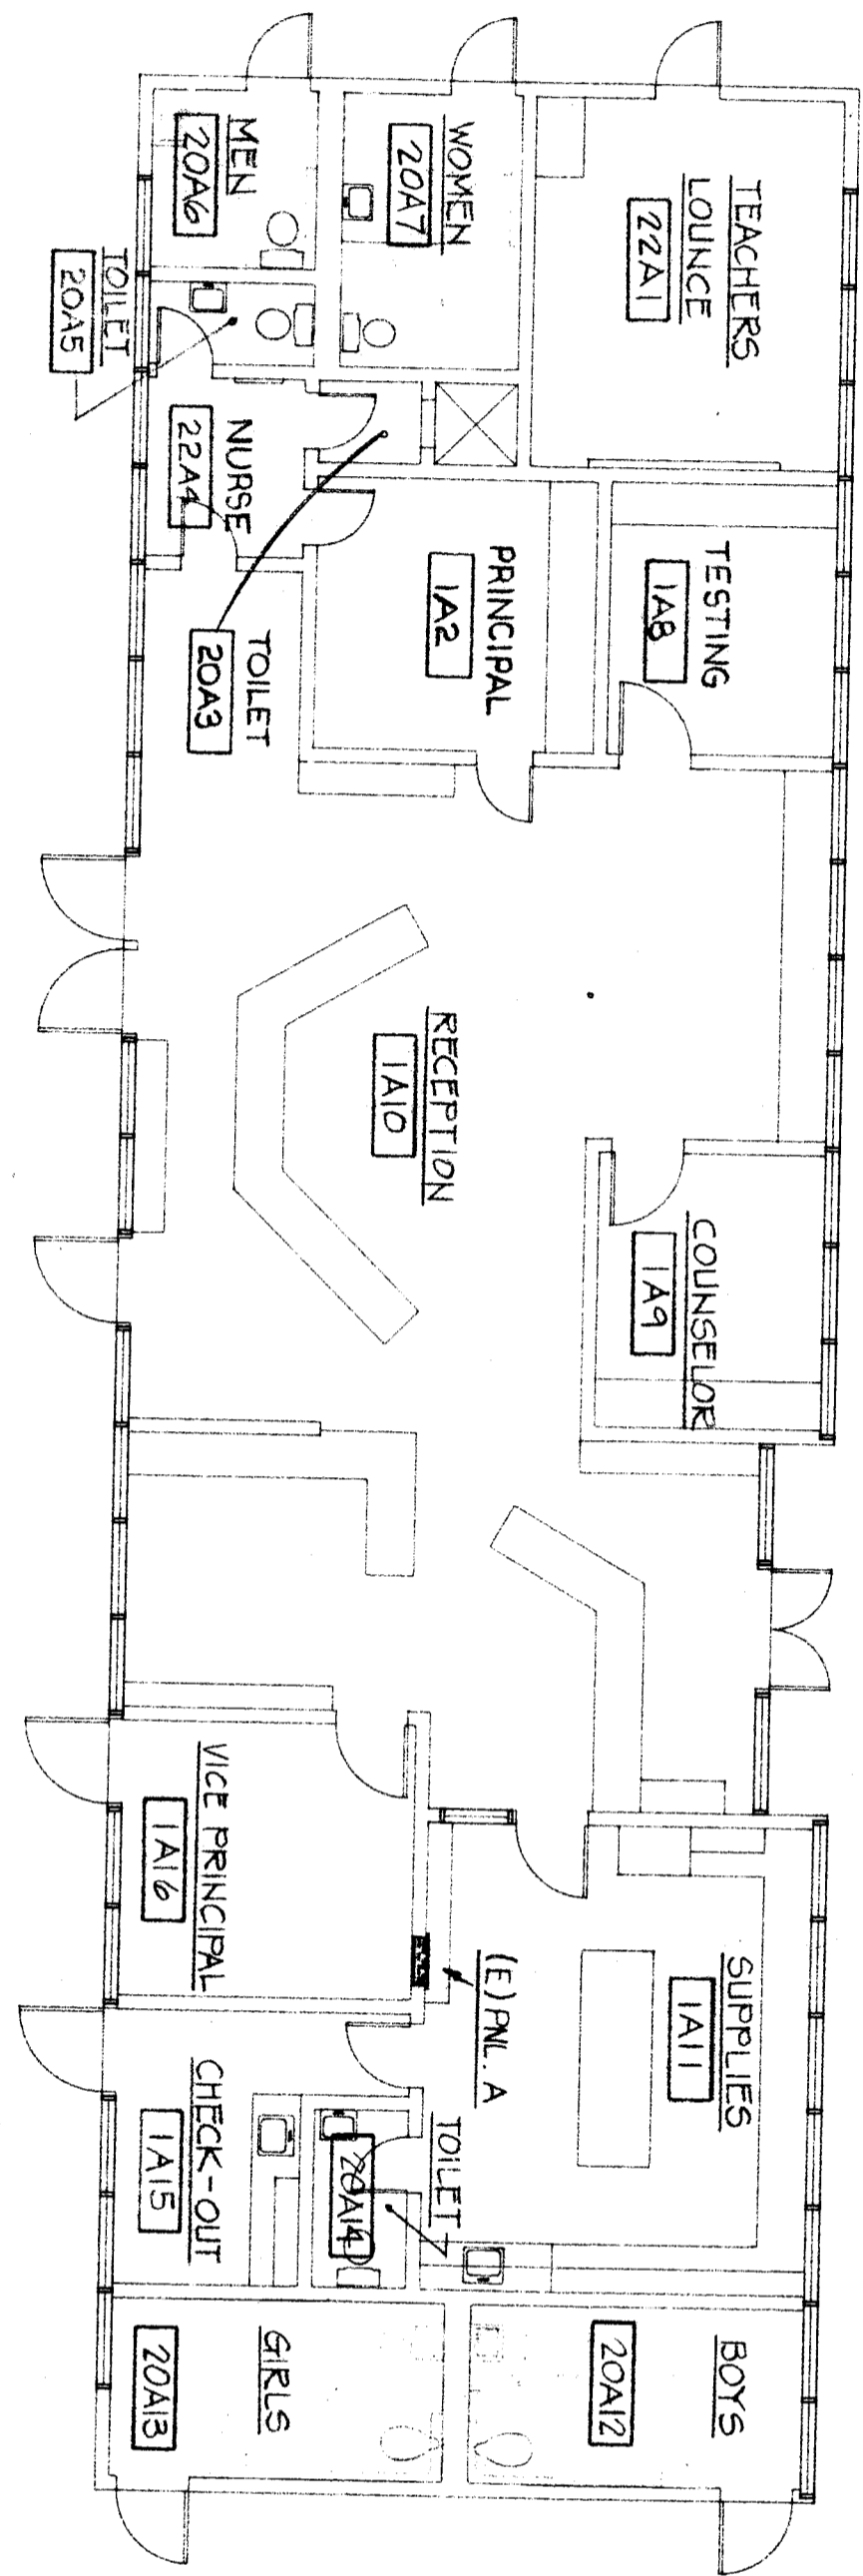 TEACHERS
LOUNCE
22A1
WOMEN
20A7
MEN
20A6
TOILET
20A5
NURSE
22A4
TOILET
20A3
PRINCIPAL
1A2
TESTING
1A8
RECEPTION
1A10
COUNSELOR
1A9
VICE PRINCIPAL
1A16
(E) PNL. A
SUPPLIES
1A11
CHECK-OUT
1A15
TOILET
20A14
BOYS
20A12
GIRLS
20A13